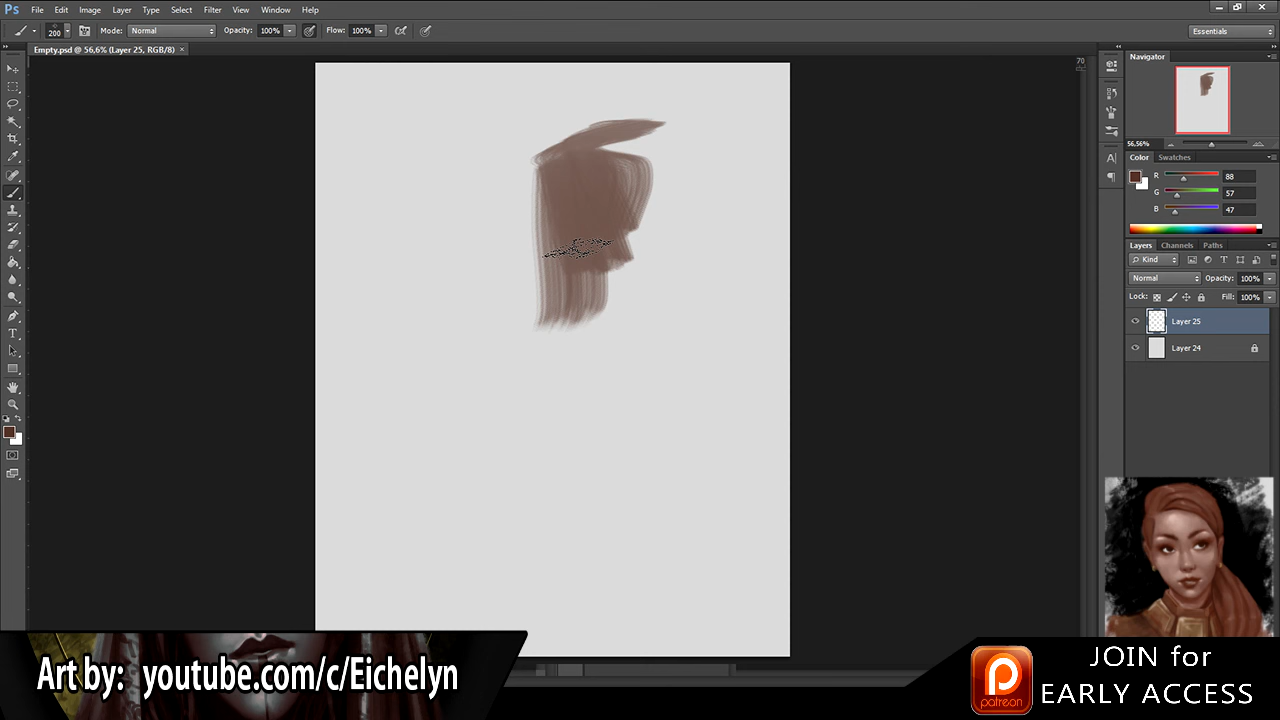 Ps File Edit Image Layer Type Select Filter View Window Help
200 Mode: Normal Opacity: 100% Flow: 100% Essentials
Empty.psd @ 56,6% (Layer 25, RGB/8) ×
70
Navigator
56,56%
Color Swatches
R 88
G 57
B 47
Layers Channels Paths
Kind
Normal Opacity: 100%
Lock: Fill: 100%
Layer 25
Layer 24
Art by: youtube.com/c/Eichelyn
patreon
JOIN for
EARLY ACCESS